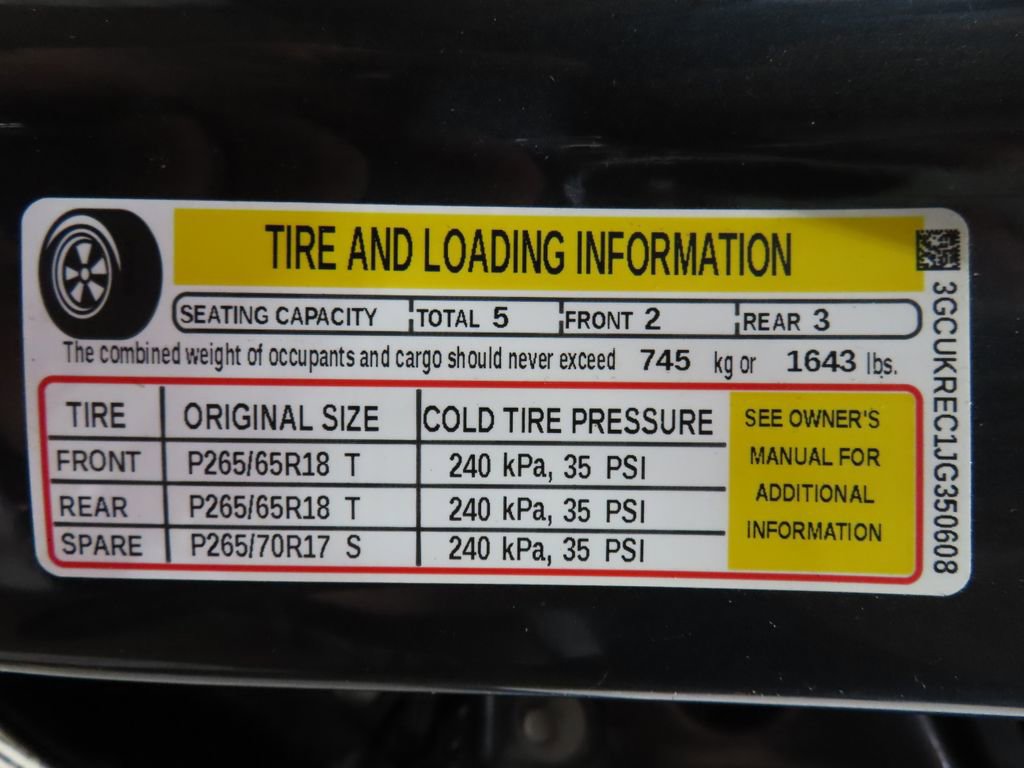 TIRE AND LOADING INFORMATION
SEATING CAPACITY TOTAL 5 FRONT 2 REAR 3
The combined weight of occupants and cargo should never exceed 745 kg or 1643 lbs.
TIRE ORIGINAL SIZE COLD TIRE PRESSURE
FRONT P265/65R18 T 240 kPa, 35 PSI
REAR P265/65R18 T 240 kPa, 35 PSI
SPARE P265/70R17 S 240 kPa, 35 PSI
SEE OWNER'S
MANUAL FOR
ADDITIONAL
INFORMATION
3GCUKREC1JG350608